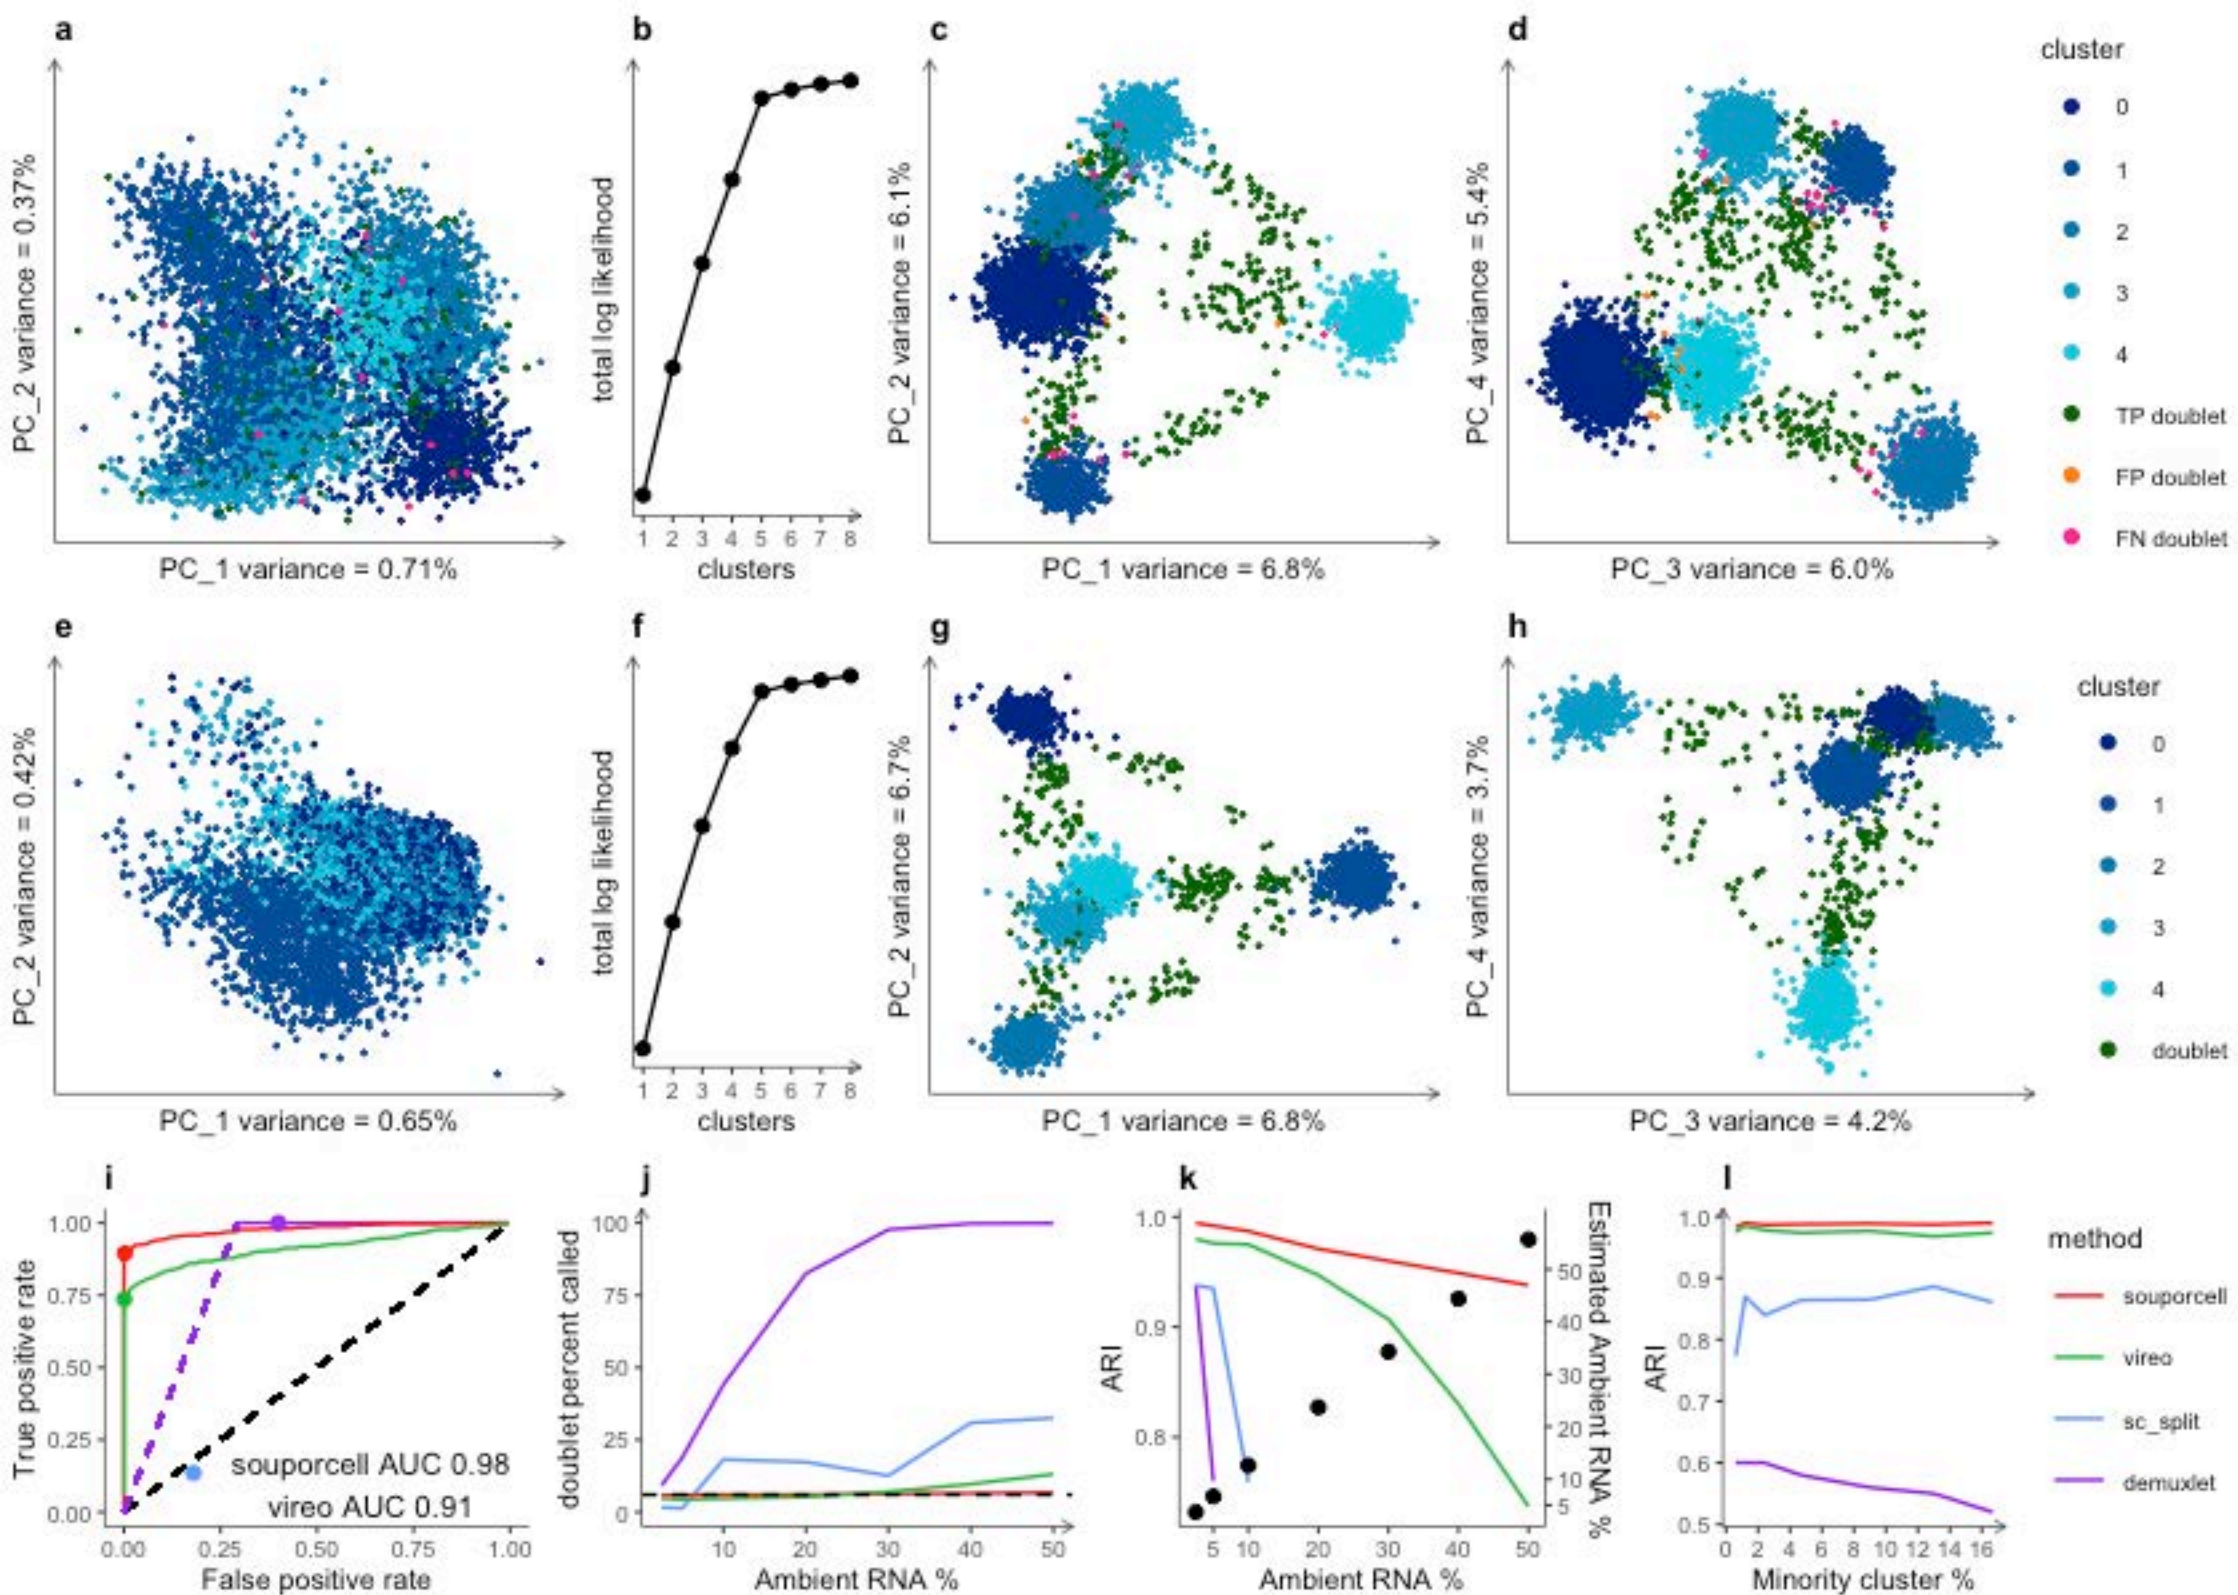 a
b
c
d
PC_2 variance = 0.37%
PC_1 variance = 0.71%
total log likelihood
1 2 3 4 5 6 7 8
clusters
PC_2 variance = 6.1%
PC_1 variance = 6.8%
PC_4 variance = 5.4%
PC_3 variance = 6.0%
cluster
0
1
2
3
4
TP doublet
FP doublet
FN doublet
e
f
g
h
PC_2 variance = 0.42%
PC_1 variance = 0.65%
total log likelihood
1 2 3 4 5 6 7 8
clusters
PC_2 variance = 6.7%
PC_1 variance = 6.8%
PC_4 variance = 3.7%
PC_3 variance = 4.2%
cluster
0
1
2
3
4
doublet
i
True positive rate
1.00
0.75
0.50
0.25
0.00
souporcell AUC 0.98
vireo AUC 0.91
0.00 0.25 0.50 0.75 1.00
False positive rate
j
doublet percent called
100
75
50
25
0
10 20 30 40 50
Ambient RNA %
k
ARI
1.0
0.9
0.8
Estimated Ambient RNA %
50
40
30
20
10
5
5 10 20 30 40 50
Ambient RNA %
l
ARI
1.0
0.9
0.8
0.7
0.6
0.5
0 2 4 6 8 10 12 14 16
Minority cluster %
method
souporcell
vireo
sc_split
demuxlet